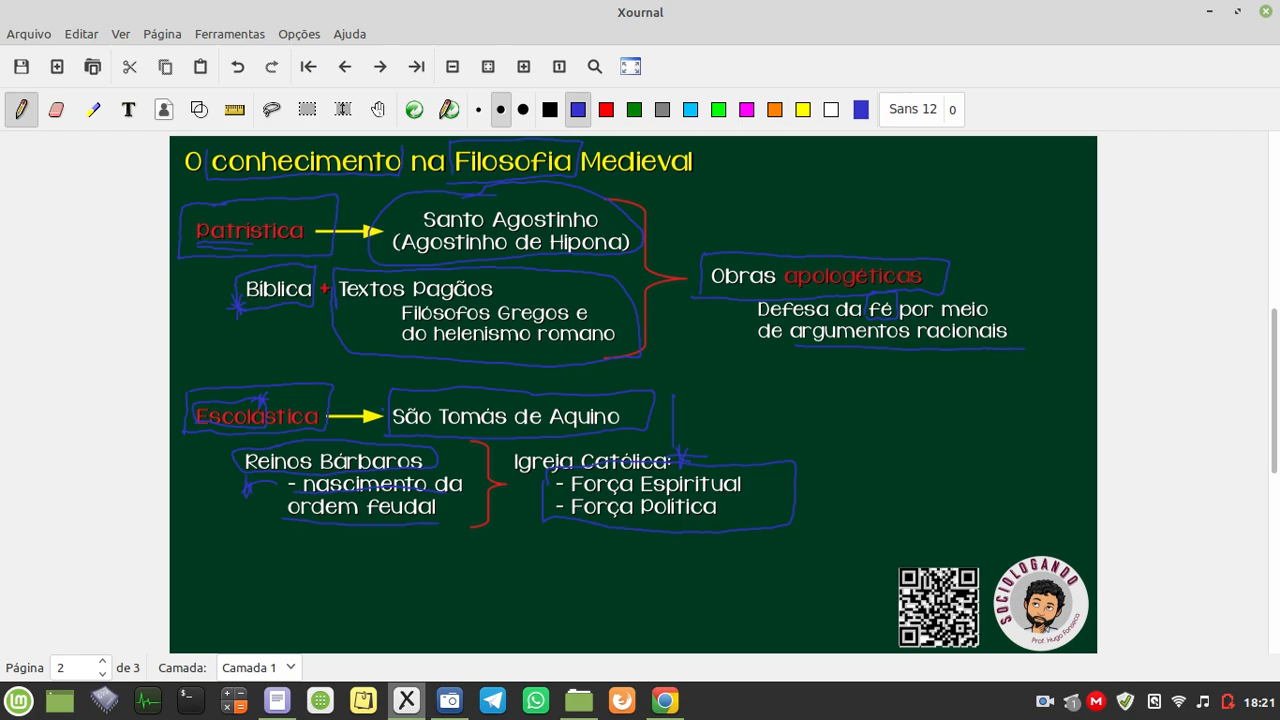 Xournal
Arquivo Editar Ver Página Ferramentas Opções Ajuda
Sans 12 0
O conhecimento na Filosofia Medieval
Patrística
Santo Agostinho
(Agostinho de Hipona)
Bíblica + Textos Pagãos
Filósofos Gregos e
do helenismo romano
Obras apologéticas
Defesa da fé por meio
de argumentos racionais
Escolástica
São Tomás de Aquino
Reinos Bárbaros
- nascimento da
ordem feudal
Igreja Católica:
- Força Espiritual
- Força Política
SOCIOLOGANDO
Prof. Hugo Fonseca
Página 2 de 3 Camada: Camada 1
18:21